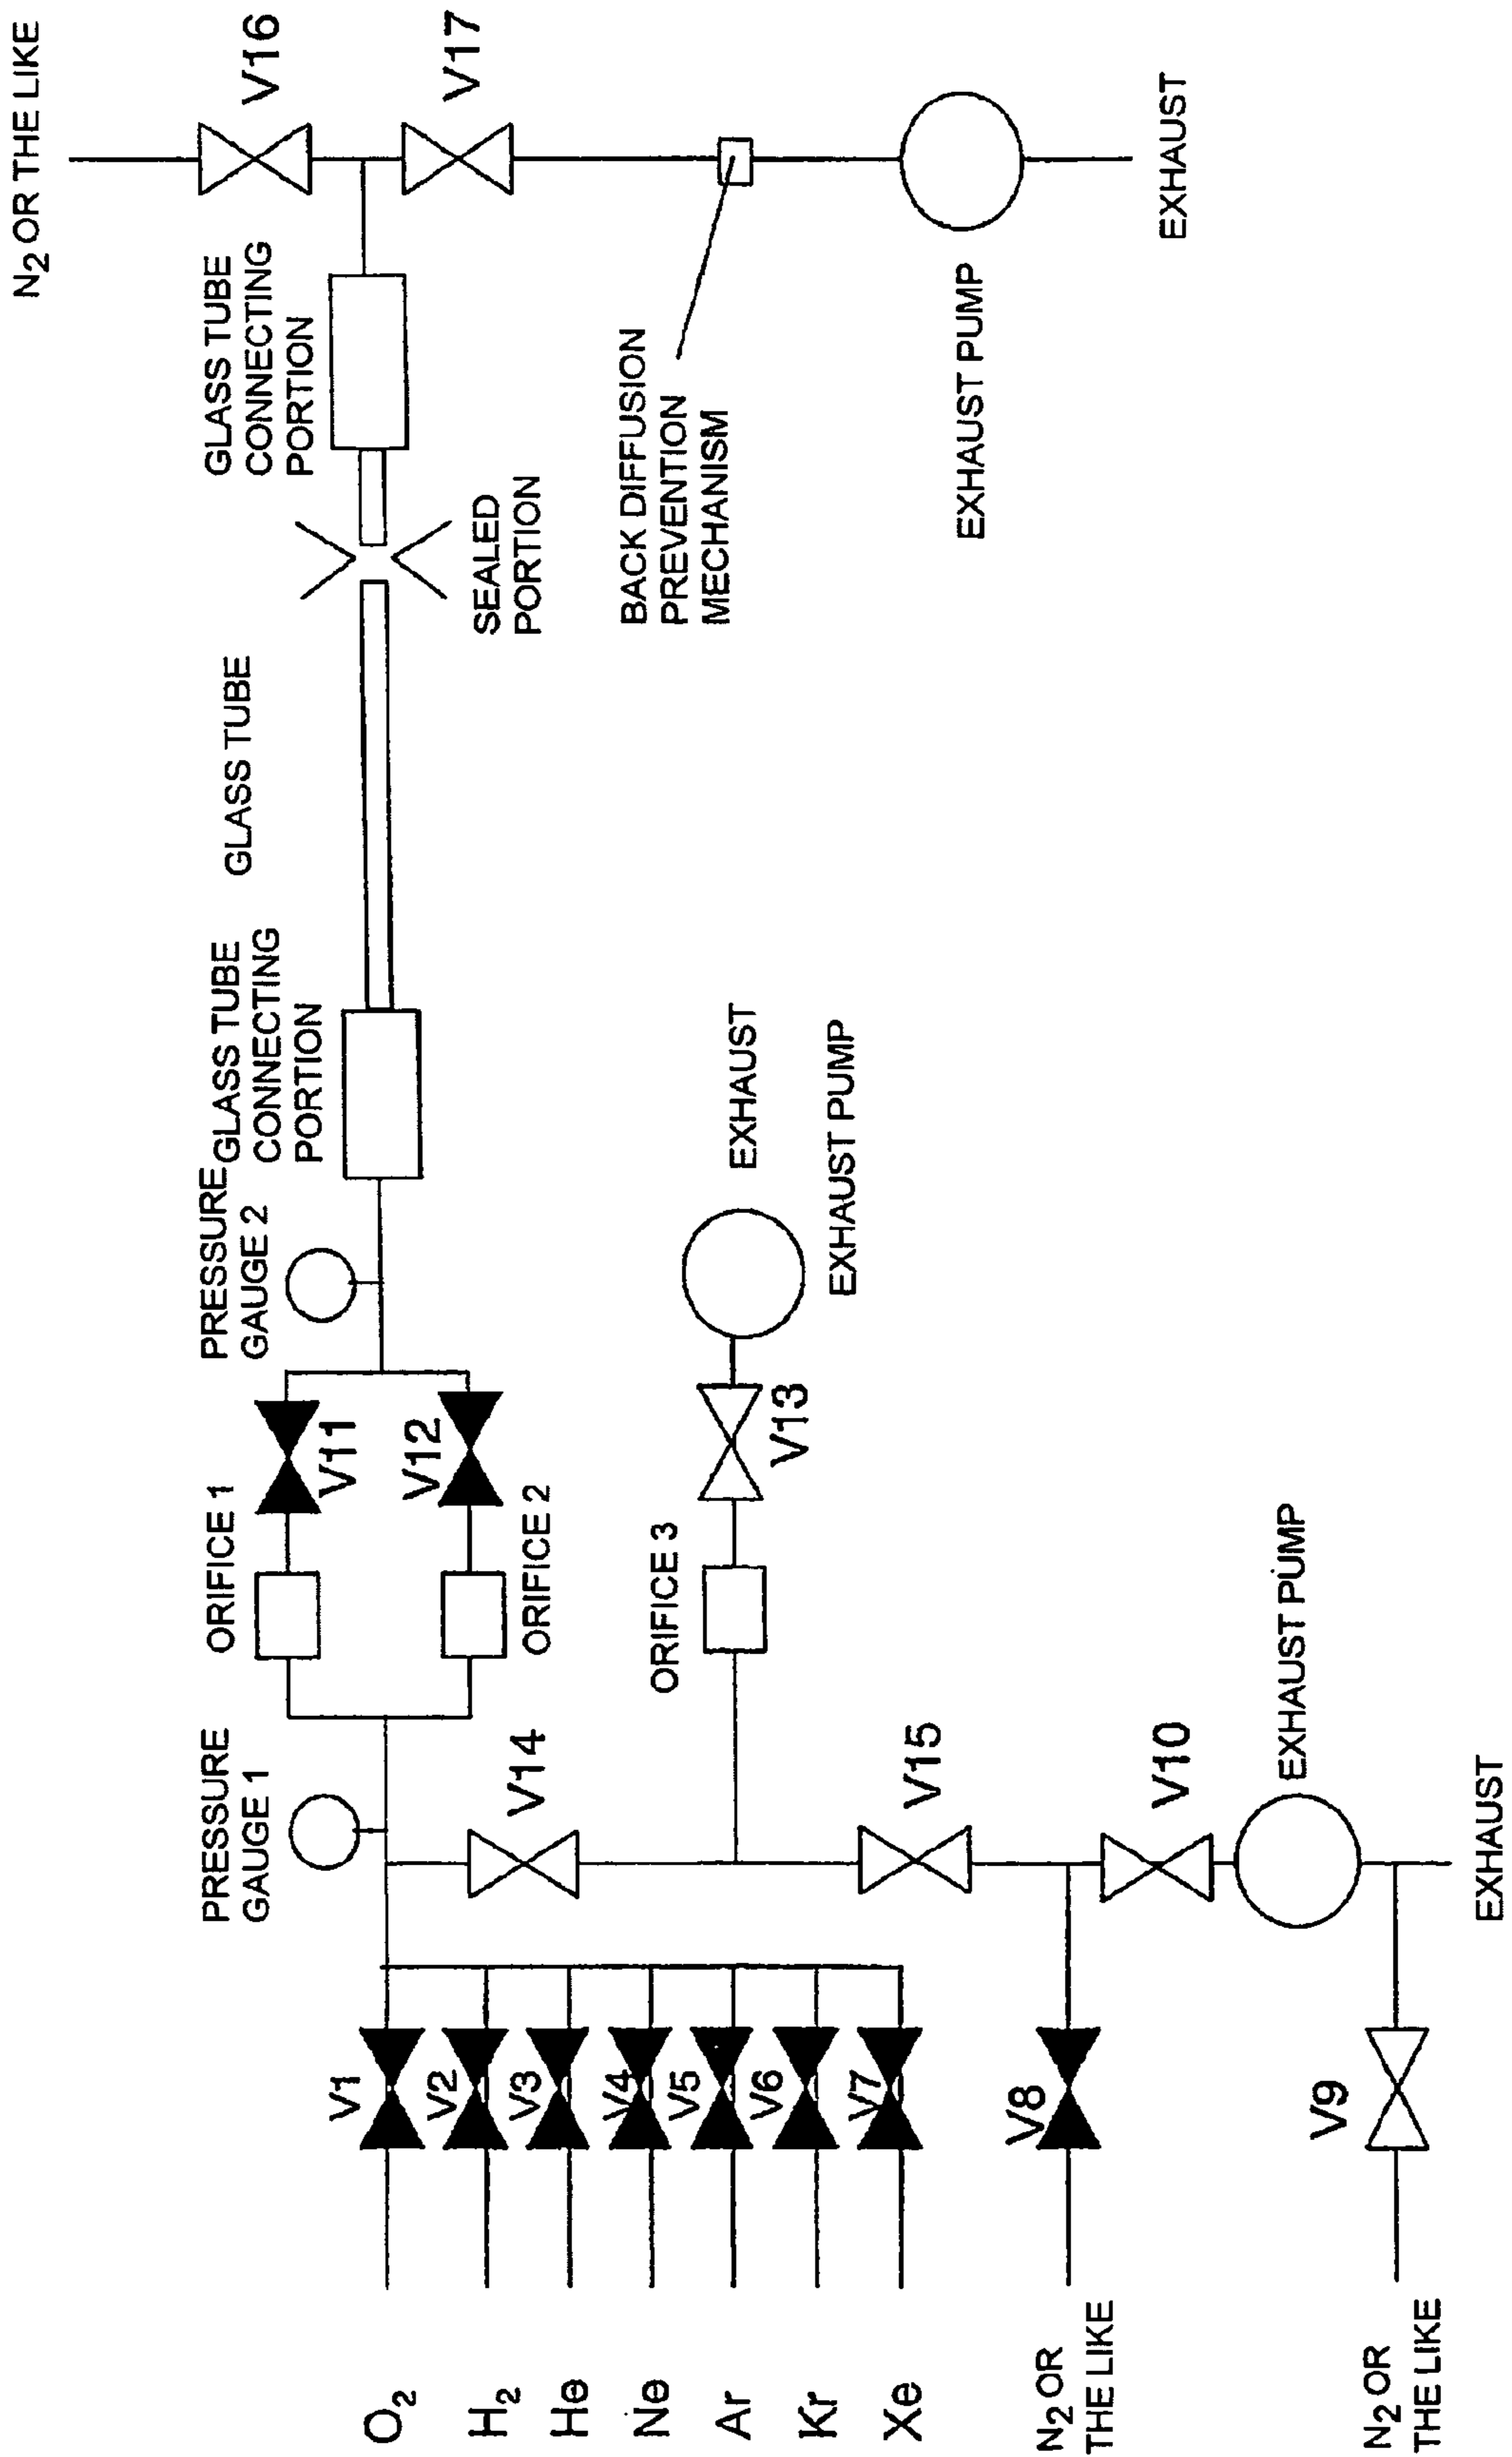 N2 OR THE LIKE
V16
V17
GLASS TUBE
CONNECTING
PORTION
EXHAUST
EXHAUST PUMP
SEALED
PORTION
BACK DIFFUSION
PREVENTION
MECHANISM
GLASS TUBE
GLASS TUBE
CONNECTING
PORTION
PRESSURE
GAUGE 2
EXHAUST
EXHAUST PUMP
V11
V12
V13
ORIFICE 1
ORIFICE 2
ORIFICE 3
PRESSURE
GAUGE 1
V14
V15
V10
EXHAUST PUMP
EXHAUST
V1
V2
V3
V4
V5
V6
V7
V8
V9
O2
H2
He
Ne
Ar
Kr
Xe
N2 OR
THE LIKE
N2 OR
THE LIKE